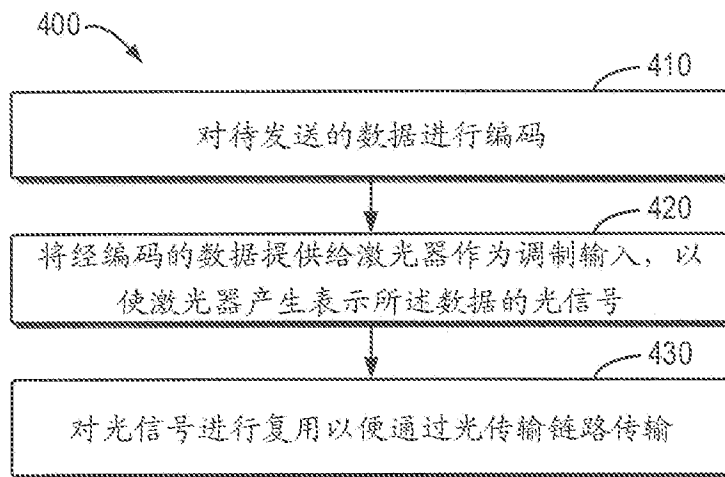 400
410
对待发送的数据进行编码
420
将经编码的数据提供给激光器作为调制输入，以
使激光器产生表示所述数据的光信号
430
对光信号进行复用以便通过光传输链路传输